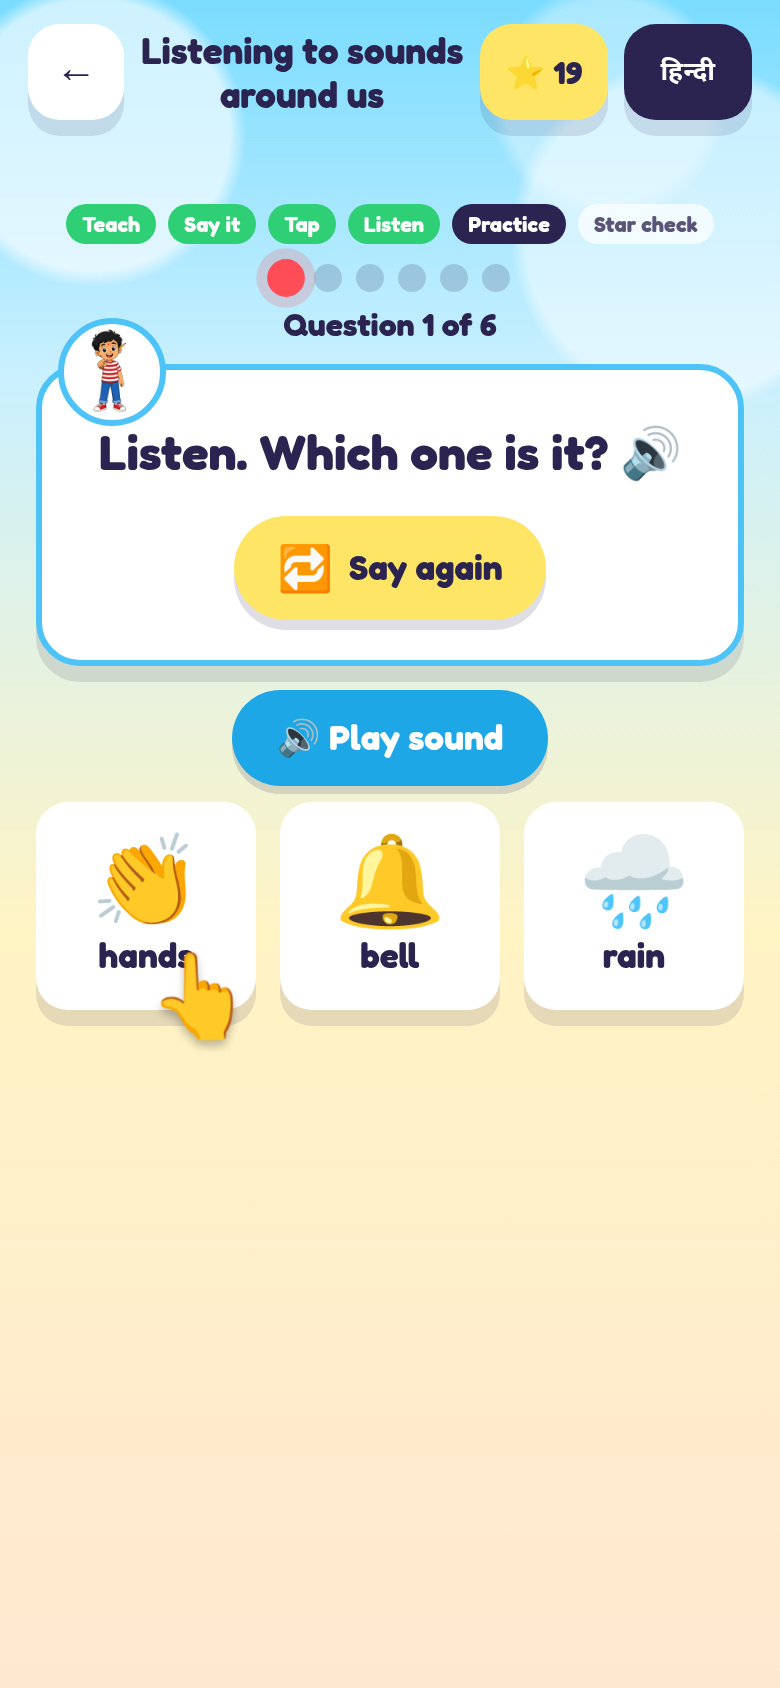 ←
Listening to sounds
around us
⭐ 19
हिन्दी
Teach
Say it
Tap
Listen
Practice
Star check
Question 1 of 6
Listen. Which one is it? 🔊
🔁 Say again
🔊 Play sound
hands
bell
rain